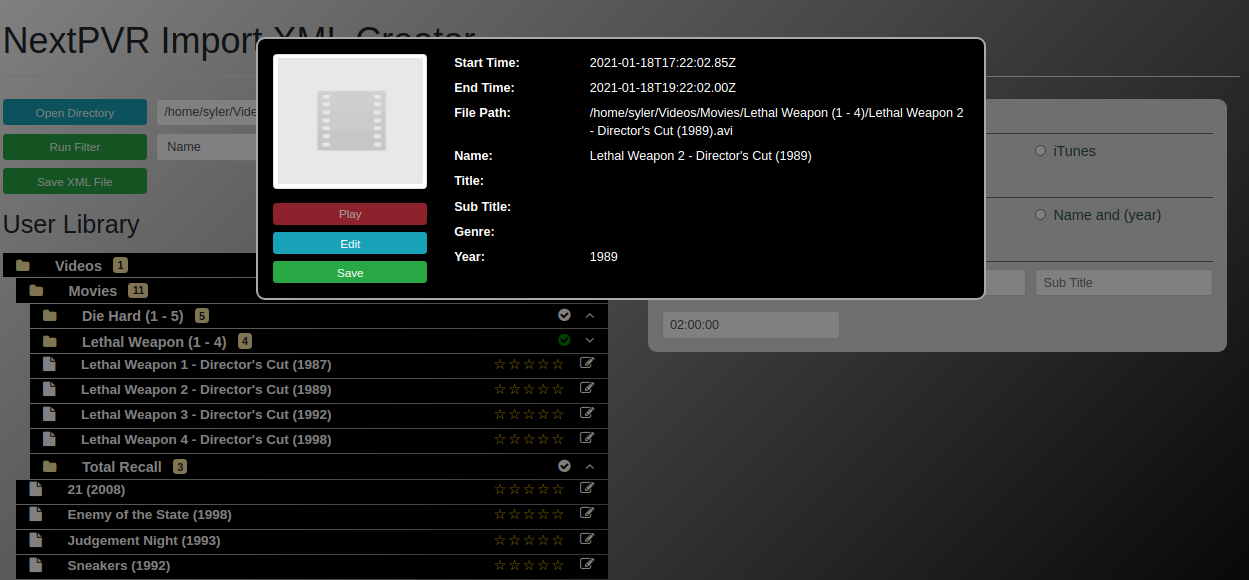 NextPVR Import XML Creator
Open Directory
/home/syler/Vide
Run Filter
Name
Save XML File
User Library
Videos 1
Movies 11
Die Hard (1 - 5) 5
Lethal Weapon (1 - 4) 4
Lethal Weapon 1 - Director's Cut (1987)
Lethal Weapon 2 - Director's Cut (1989)
Lethal Weapon 3 - Director's Cut (1992)
Lethal Weapon 4 - Director's Cut (1998)
Total Recall 3
21 (2008)
Enemy of the State (1998)
Judgement Night (1993)
Sneakers (1992)
Play
Edit
Save
Start Time: 2021-01-18T17:22:02.85Z
End Time: 2021-01-18T19:22:02.00Z
File Path: /home/syler/Videos/Movies/Lethal Weapon (1 - 4)/Lethal Weapon 2
- Director's Cut (1989).avi
Name: Lethal Weapon 2 - Director's Cut (1989)
Title:
Sub Title:
Genre:
Year: 1989
iTunes
Name and (year)
Sub Title
02:00:00